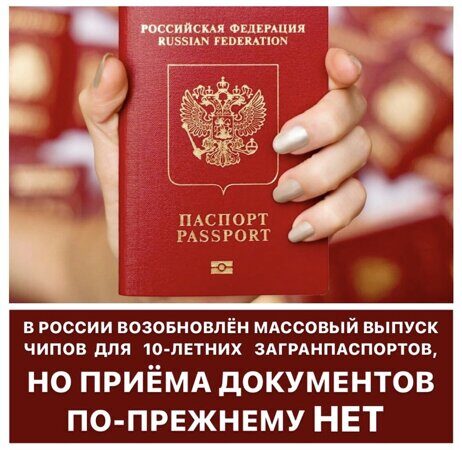 РОССИЙСКАЯ ФЕДЕРАЦИЯ
RUSSIAN FEDERATION
ПАСПОРТ
PASSPORT
В РОССИИ ВОЗОБНОВЛЁН МАССОВЫЙ ВЫПУСК
ЧИПОВ ДЛЯ 10-ЛЕТНИХ ЗАГРАНПАСПОРТОВ,
НО ПРИЁМА ДОКУМЕНТОВ
ПО-ПРЕЖНЕМУ НЕТ